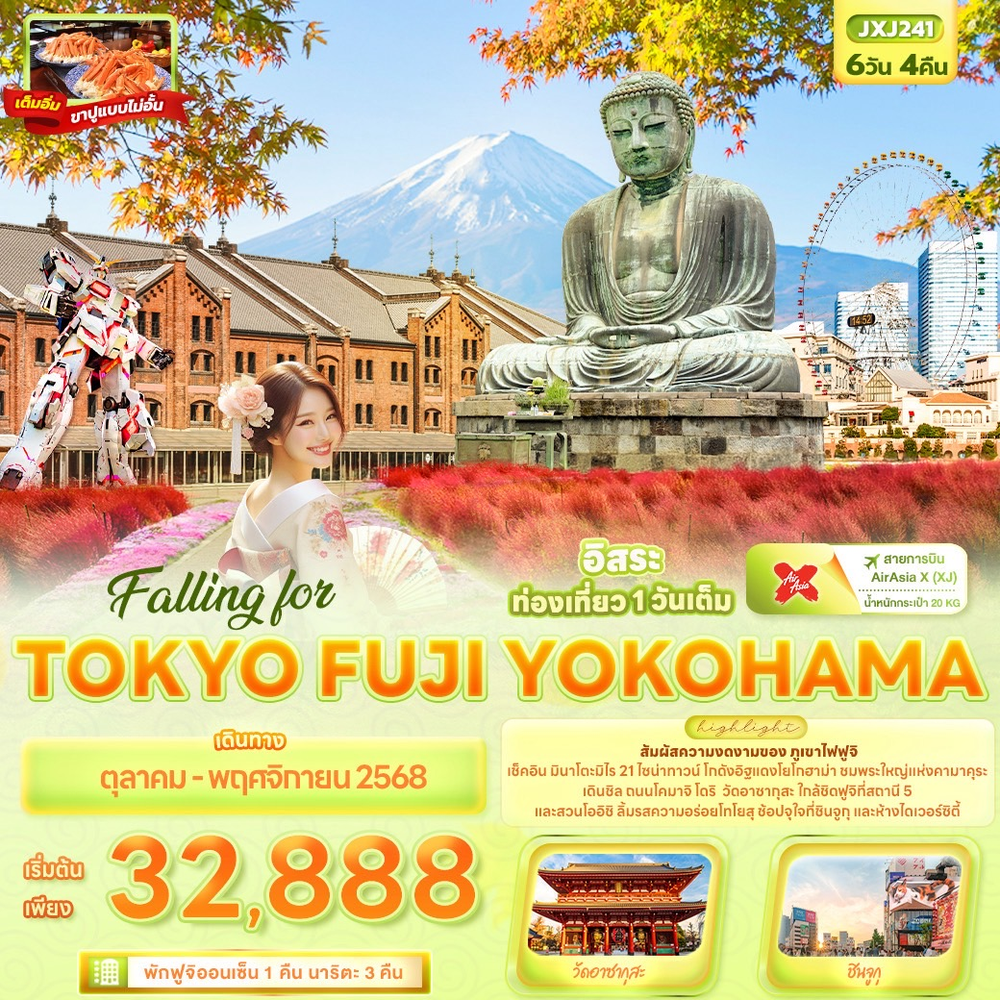 เต็มอิ่ม
ขาปูแบบไม่อั้น
JXJ241
6วัน 4คืน
14:52
Falling for
อิสระ
ท่องเที่ยว 1 วันเต็ม
Air Asia
สายการบิน
AirAsia X (XJ)
น้ำหนักกระเป๋า 20 KG
TOKYO FUJI YOKOHAMA
เดินทาง
ตุลาคม - พฤศจิกายน 2568
highlight
สัมผัสความงดงามของ ภูเขาไฟฟูจิ
เช็คอิน มินาโตะมิไร 21 ไชน่าทาวน์ โกดังอิฐแดงโยโกฮาม่า ชมพระใหญ่แห่งคามาคุระ
เดินชิล ถนนโคมาจิ โดริ วัดอาซากุสะ ใกล้ชิดฟูจิที่สถานี 5
และสวนโออิชิ ลิ้มรสความอร่อยโทโยสุ ช้อปจุใจที่ชินจูกุ และห้างไดเวอร์ซิตี้
เริ่มต้น
เพียง
32,888
พักฟูจิออนเซ็น 1 คืน นาริตะ 3 คืน
วัดอาซากุสะ
ชินจูกุ